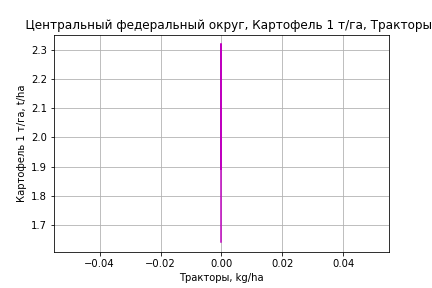 Центральный федеральный округ, Картофель 1 т/га, Тракторы
2.3
2.2
2.1
2.0
1.9
1.8
1.7
Картофель 1 т/га, t/ha
−0.04 −0.02 0.00 0.02 0.04
Тракторы, kg/ha